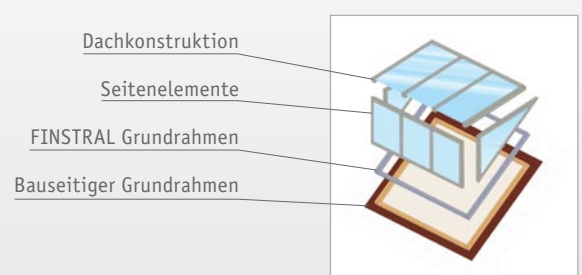 Dachkonstruktion
Seitenelemente
FINSTRAL Grundrahmen
Bauseitiger Grundrahmen